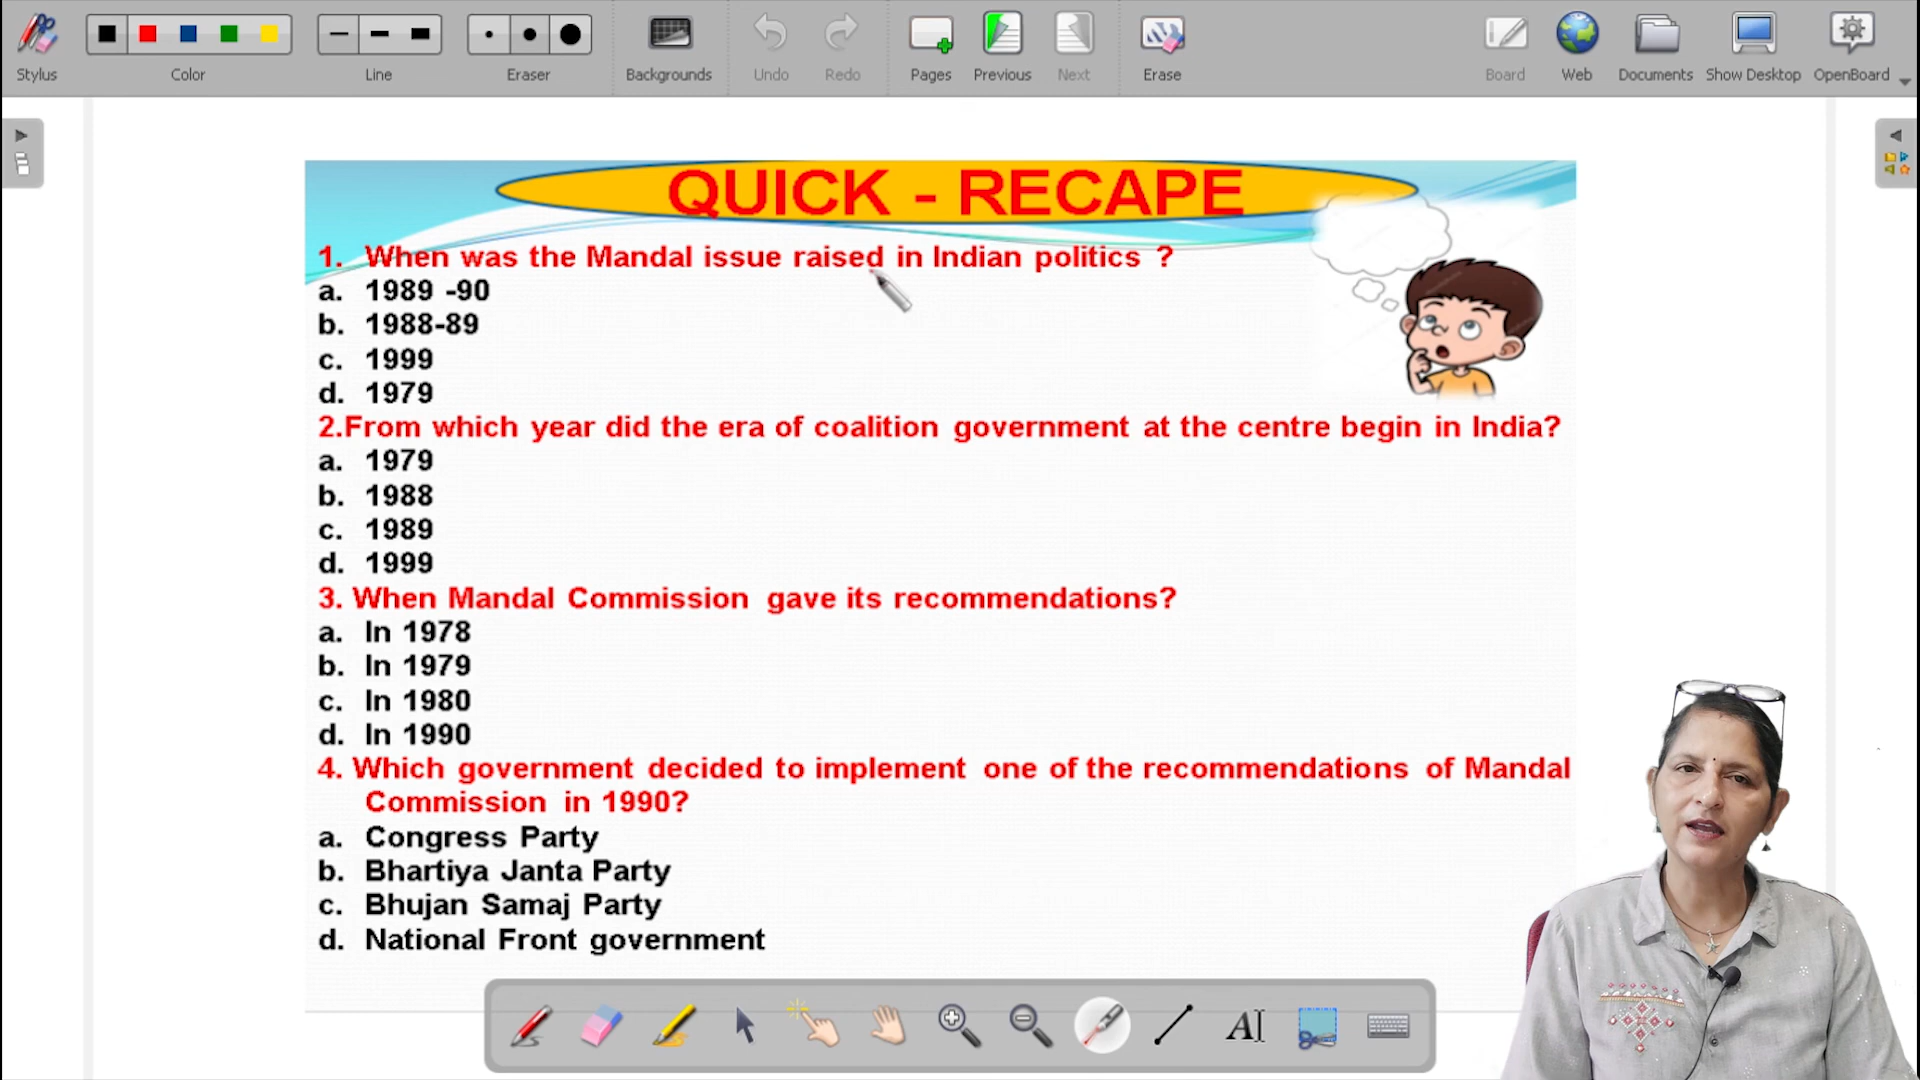 Stylus
Color
Line
Eraser
Backgrounds
Undo
Redo
Pages
Previous
Next
Erase
Board
Web
Documents
Show Desktop
OpenBoard
QUICK - RECAPE
1. When was the Mandal issue raised in Indian politics ?
a. 1989 -90
b. 1988-89
c. 1999
d. 1979
2.From which year did the era of coalition government at the centre begin in India?
a. 1979
b. 1988
c. 1989
d. 1999
3. When Mandal Commission gave its recommendations?
a. In 1978
b. In 1979
c. In 1980
d. In 1990
4. Which government decided to implement one of the recommendations of Mandal
Commission in 1990?
a. Congress Party
b. Bhartiya Janta Party
c. Bhujan Samaj Party
d. National Front government
AI